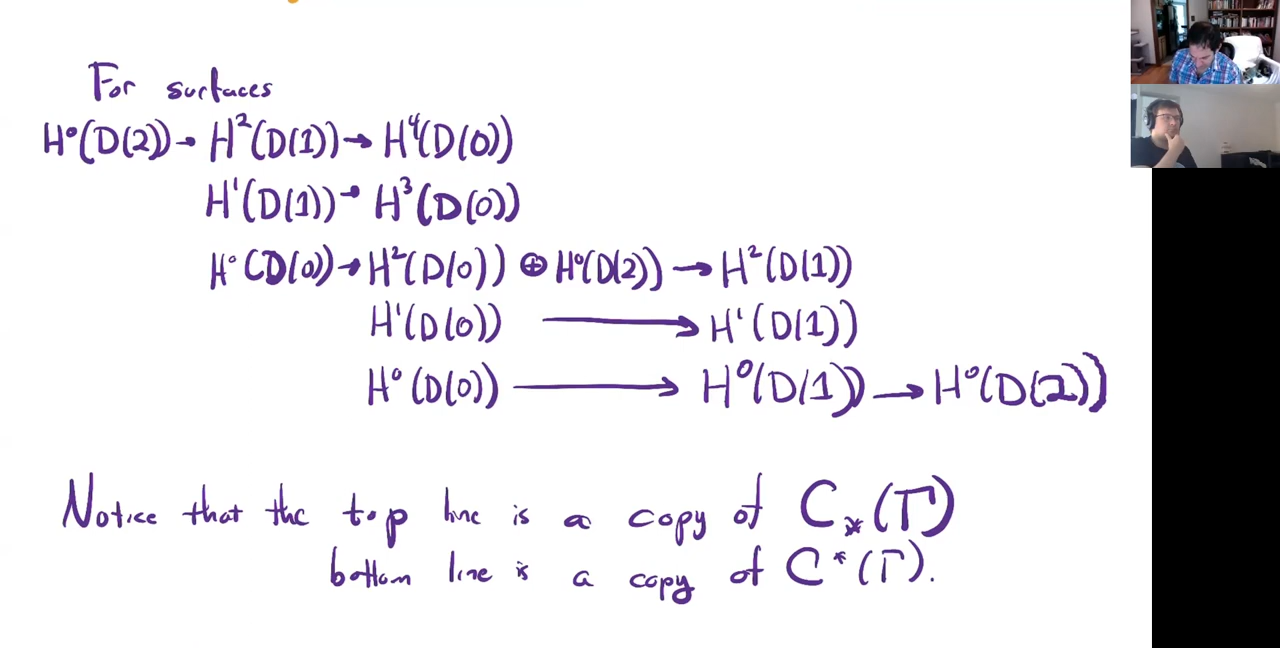 For surfaces
H⁰(D(2)) → H²(D(1)) → H⁴(D(0))
H¹(D(1)) → H³(D(0))
H⁰(D(0)) → H²(D(0)) ⊕ H⁰(D(2)) → H²(D(1))
H¹(D(0)) → H¹(D(1))
H⁰(D(0)) → H⁰(D(1)) → H⁰(D(2))
Notice that the top line is a copy of C_*(Γ)
bottom line is a copy of C*(Γ).